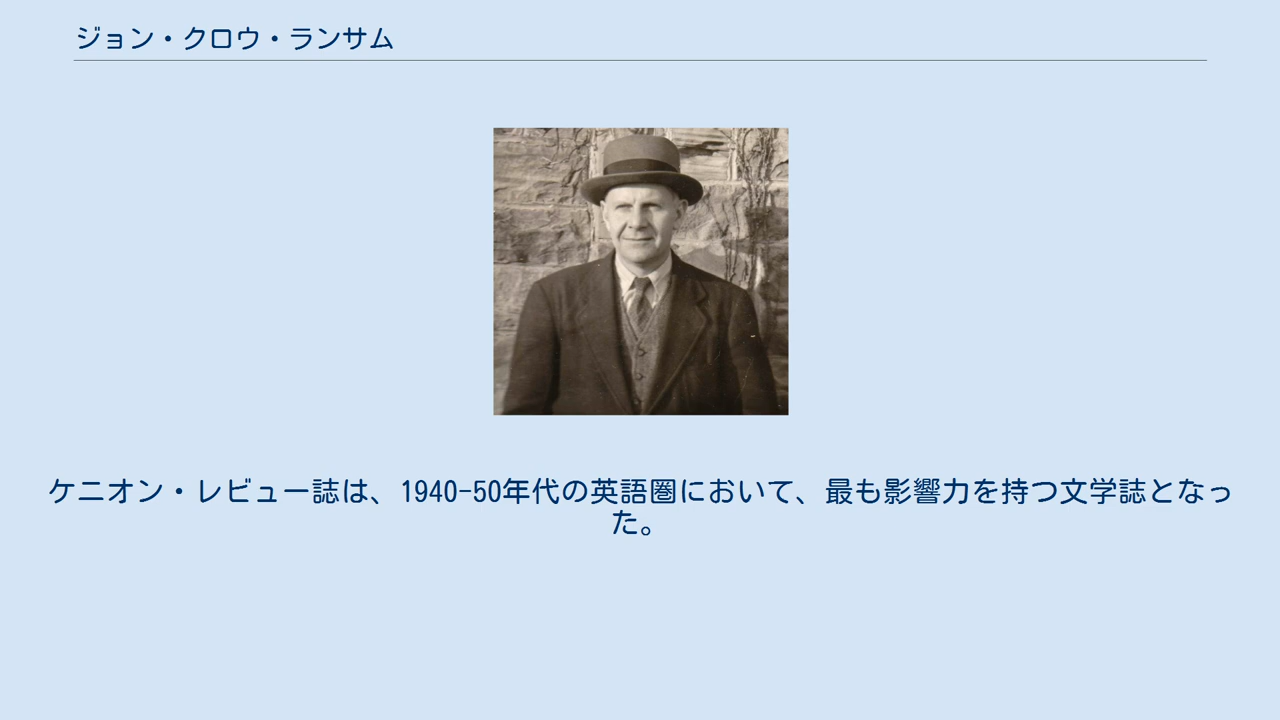 ジョン・クロウ・ランサム
ケニオン・レビュー誌は、1940-50年代の英語圏において、最も影響力を持つ文学誌となっ
た。